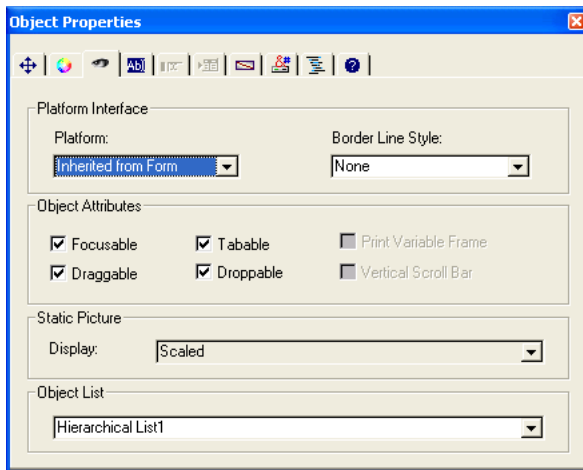 Object Properties
Platform Interface
Platform: Border Line Style:
Inherited from Form None
Object Attributes
Focusable Tabable Print Variable Frame
Draggable Droppable Vertical Scroll Bar
Static Picture
Display: Scaled
Object List
Hierarchical List1